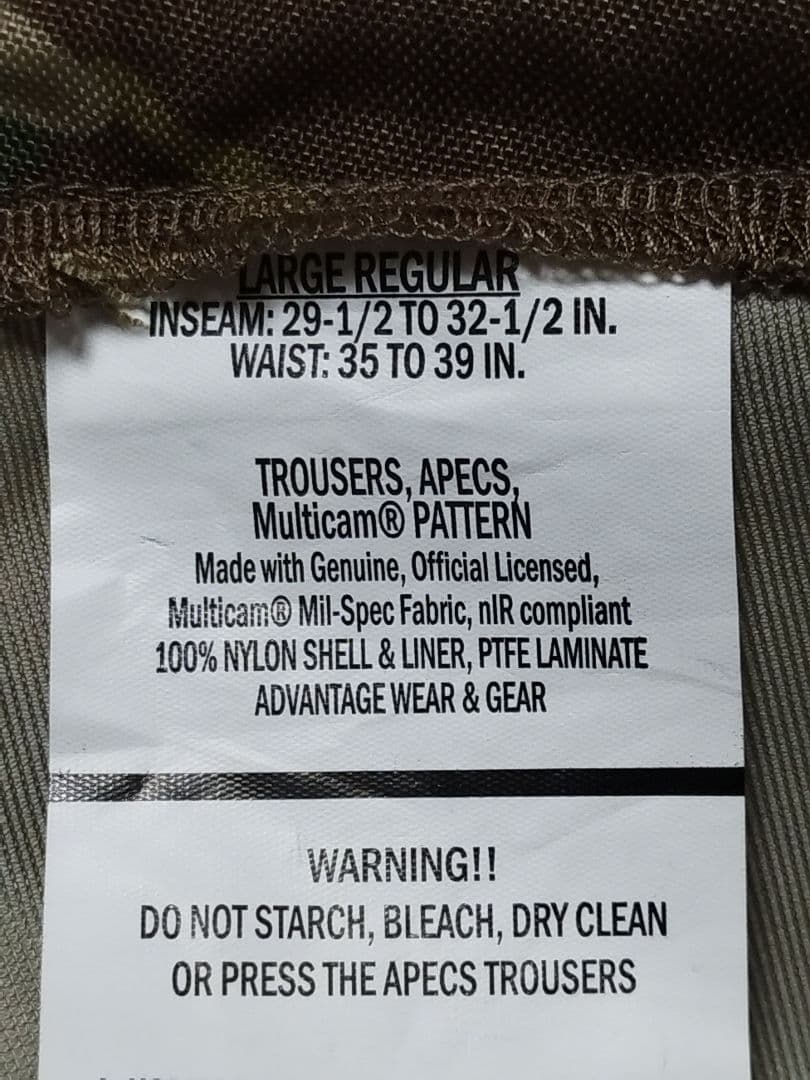 LARGE REGULAR
INSEAM: 29-1/2 TO 32-1/2 IN.
WAIST: 35 TO 39 IN.
TROUSERS, APECS,
Multicam® PATTERN
Made with Genuine, Official Licensed,
Multicam® Mil-Spec Fabric, nIR compliant
100% NYLON SHELL & LINER, PTFE LAMINATE
ADVANTAGE WEAR & GEAR
WARNING!!
DO NOT STARCH, BLEACH, DRY CLEAN
OR PRESS THE APECS TROUSERS